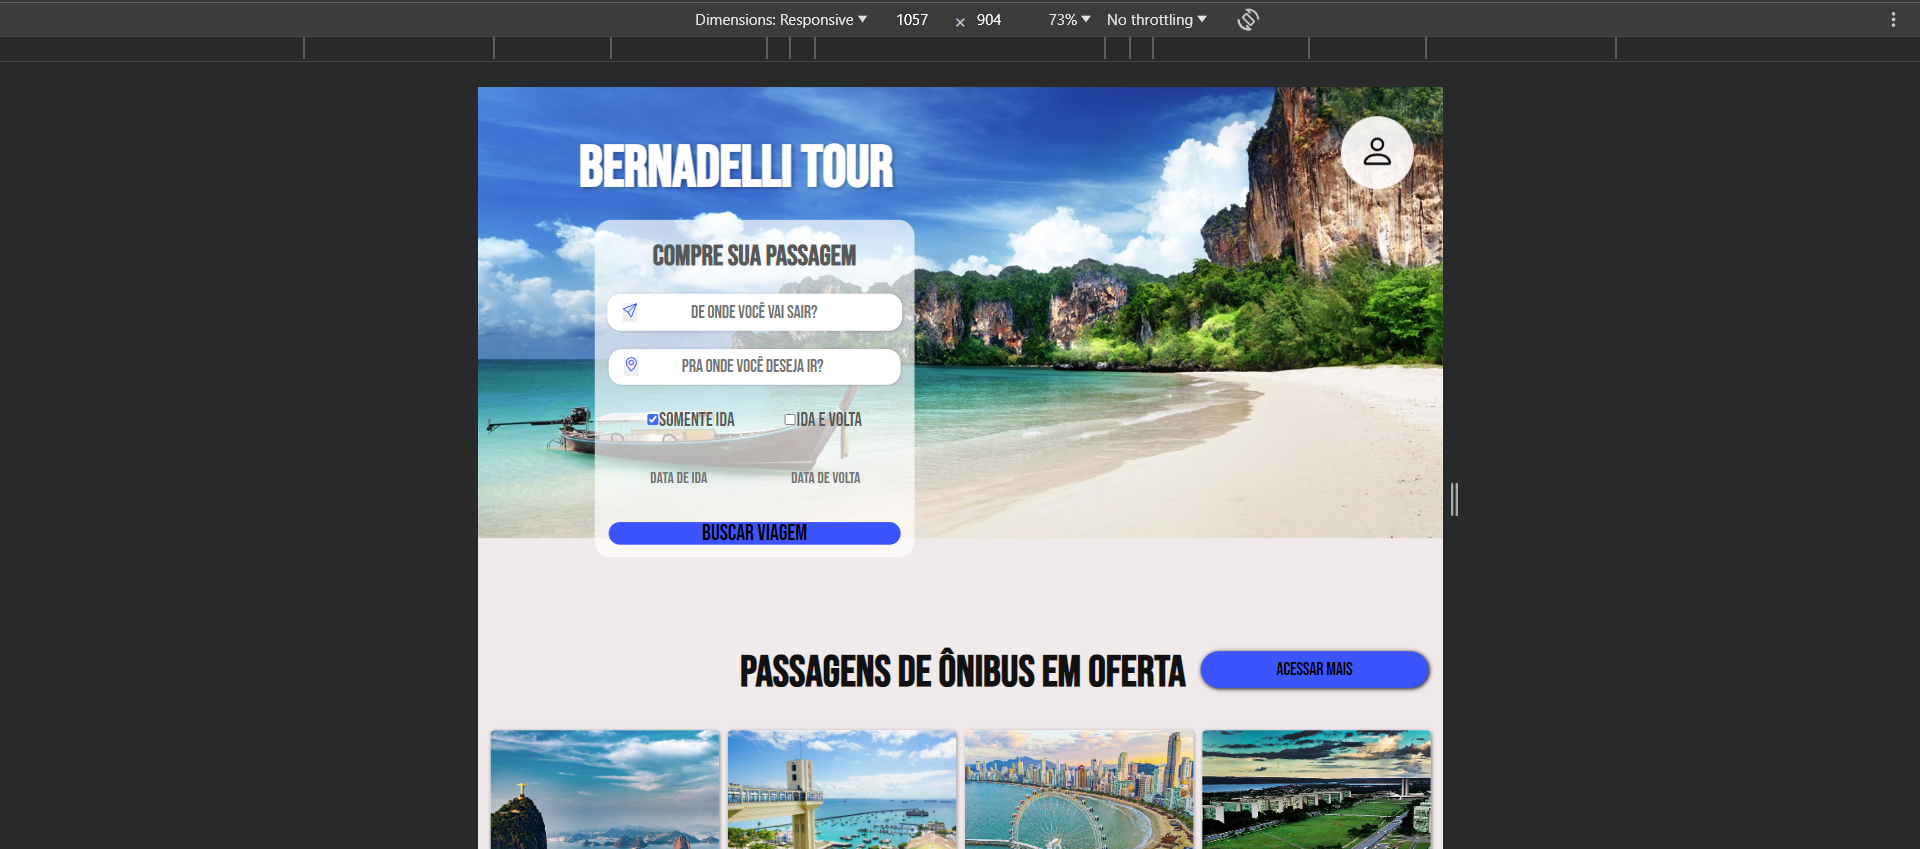 Dimensions: Responsive 1057 × 904 73% No throttling
BERNADELLI TOUR
COMPRE SUA PASSAGEM
DE ONDE VOCÊ VAI SAIR?
PRA ONDE VOCÊ DESEJA IR?
SOMENTE IDA IDA E VOLTA
DATA DE IDA DATA DE VOLTA
BUSCAR VIAGEM
PASSAGENS DE ÔNIBUS EM OFERTA ACESSAR MAIS